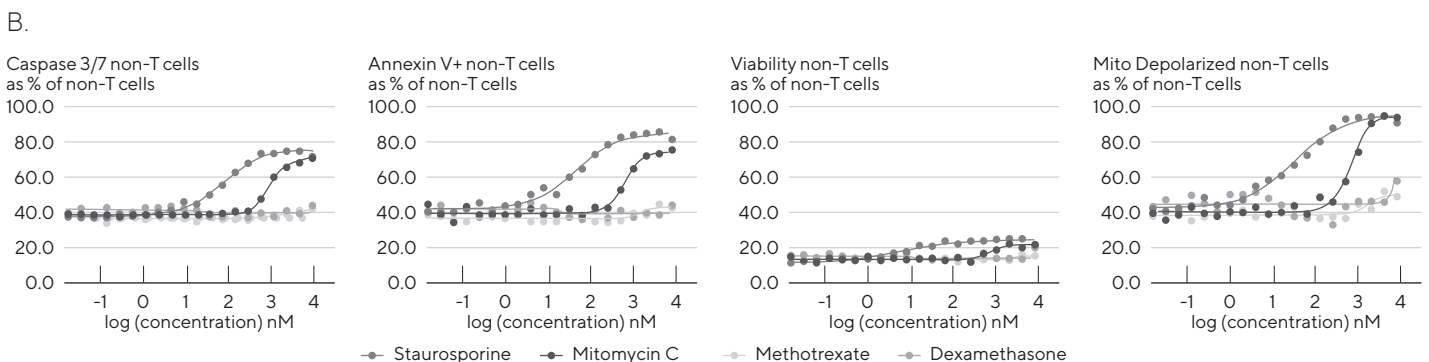 B.
Caspase 3/7 non-T cells
as % of non-T cells
100.0
80.0
60.0
40.0
20.0
0.0
-1 0 1 2 3 4
log (concentration) nM
Annexin V+ non-T cells
as % of non-T cells
100.0
80.0
60.0
40.0
20.0
0.0
-1 0 1 2 3 4
log (concentration) nM
Viability non-T cells
as % of non-T cells
100.0
80.0
60.0
40.0
20.0
0.0
-1 0 1 2 3 4
log (concentration) nM
Mito Depolarized non-T cells
as % of non-T cells
100.0
80.0
60.0
40.0
20.0
0.0
-1 0 1 2 3 4
log (concentration) nM
Staurosporine Mitomycin C Methotrexate Dexamethasone